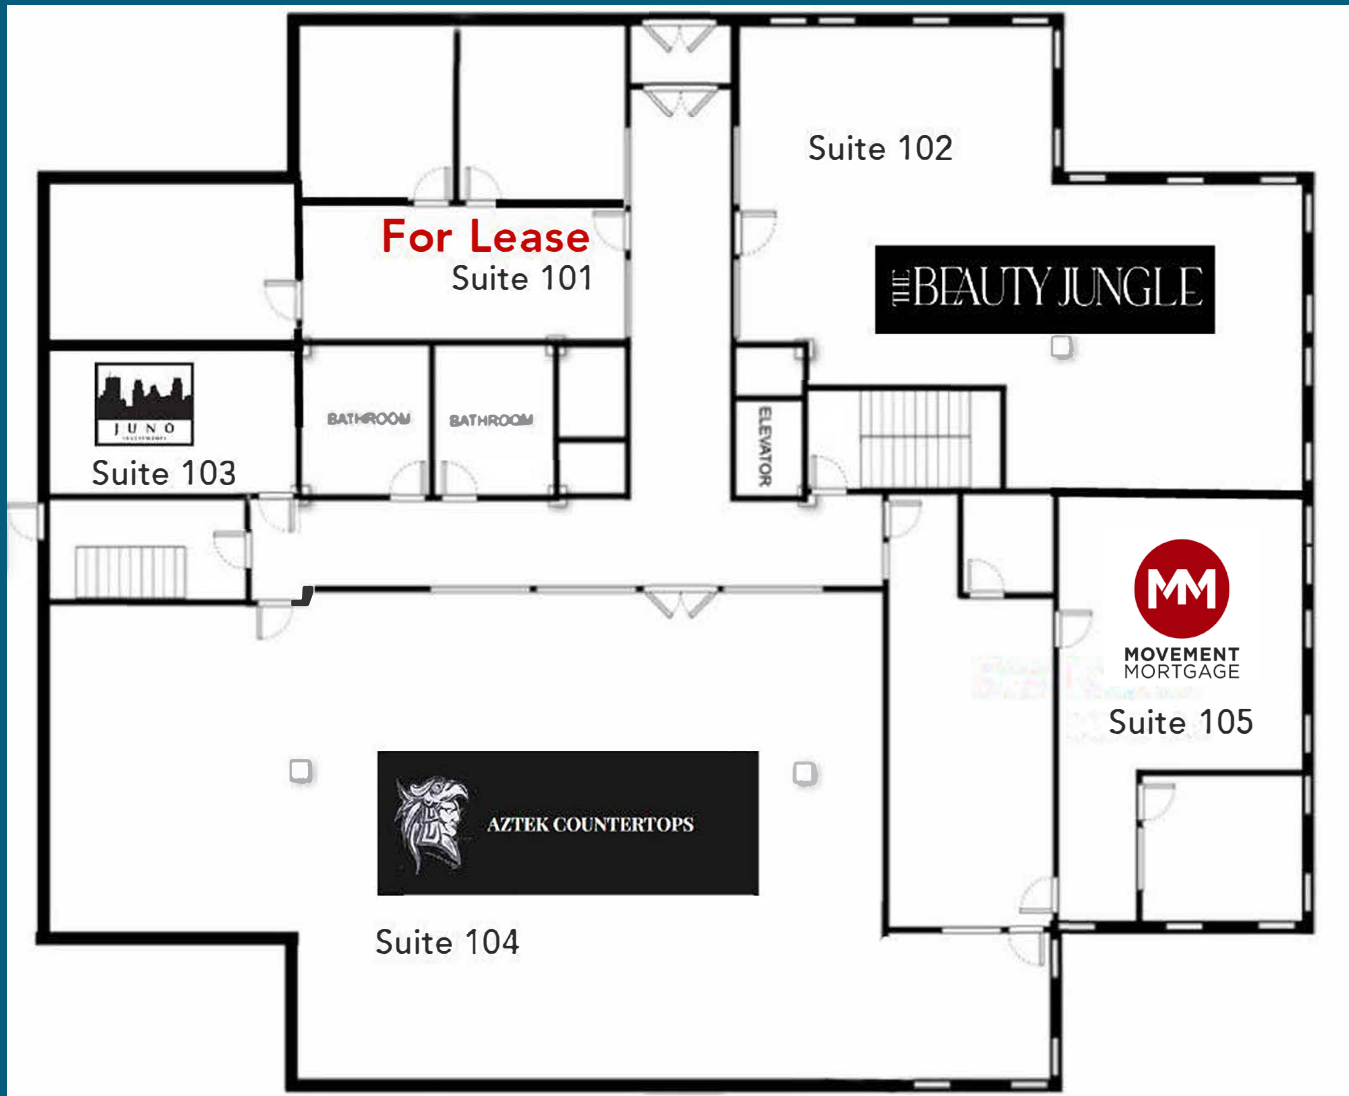 Suite 102
For Lease
Suite 101
THE BEAUTY JUNGLE
JUNO
INVESTMENTS
Suite 103
BATHROOM
BATHROOM
ELEVATOR
MM
MOVEMENT
MORTGAGE
Suite 105
AZTEK COUNTERTOPS
Suite 104